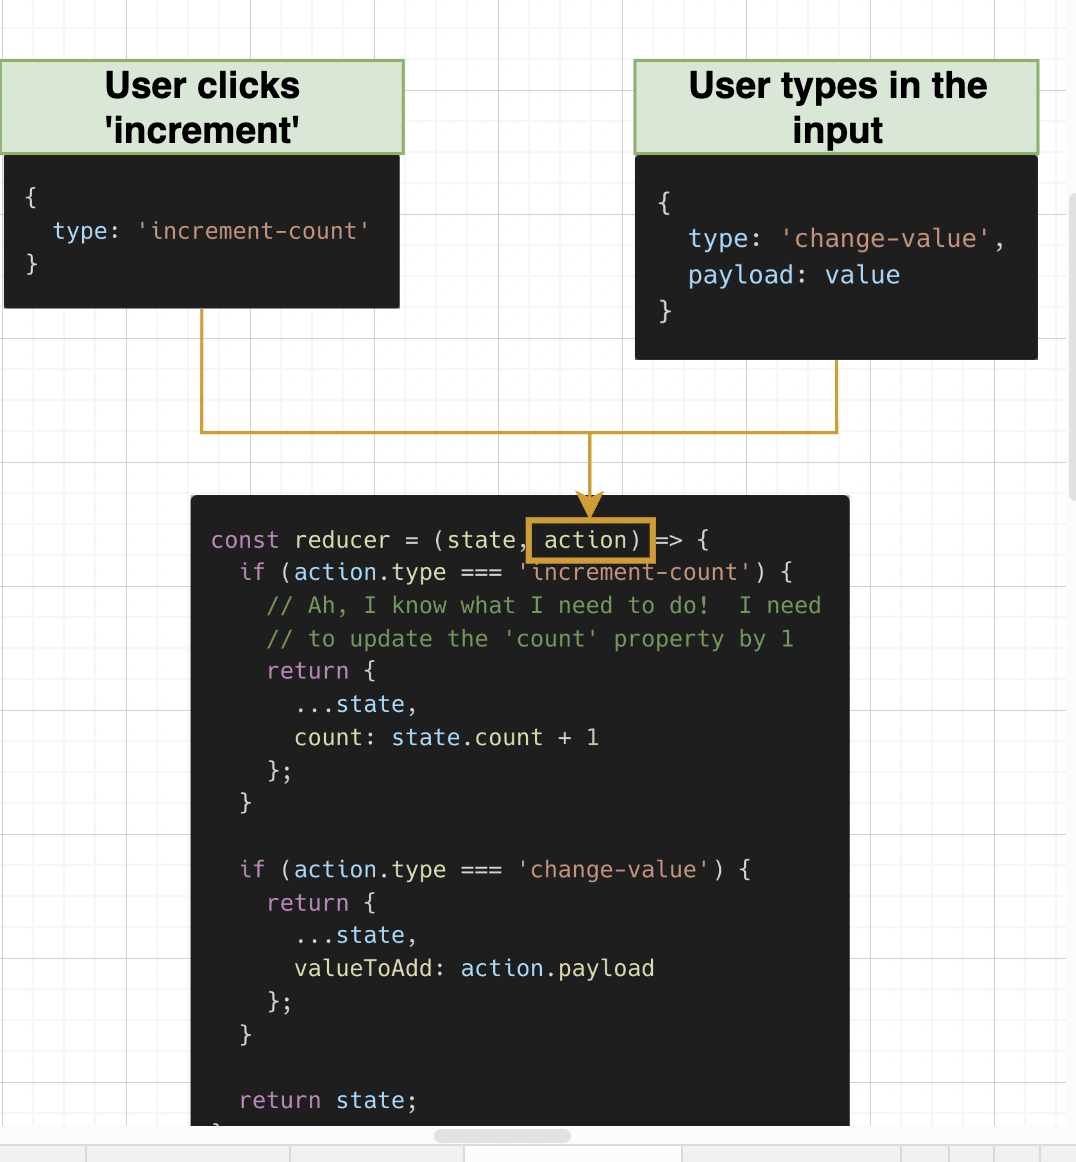 User clicks
'increment'
{
  type: 'increment-count'
}
User types in the
input
{
  type: 'change-value',
  payload: value
}
const reducer = (state, action) => {
  if (action.type === 'increment-count') {
    // Ah, I know what I need to do!  I need
    // to update the 'count' property by 1
    return {
      ...state,
      count: state.count + 1
    };
  }

  if (action.type === 'change-value') {
    return {
      ...state,
      valueToAdd: action.payload
    };
  }

  return state;